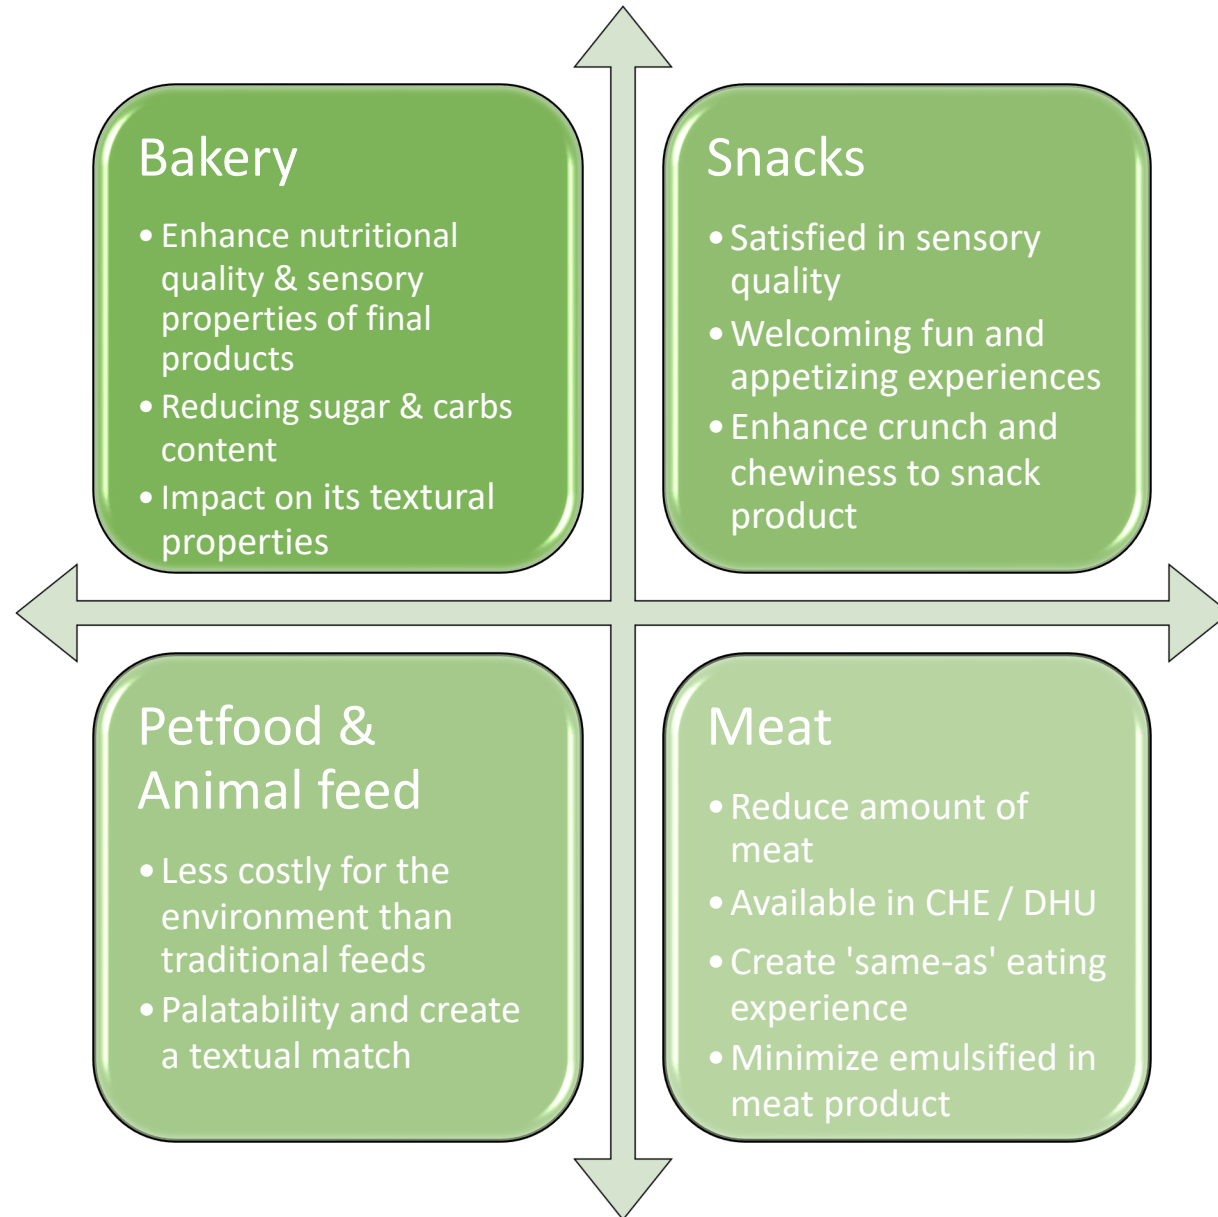 Bakery
• Enhance nutritional
quality & sensory
properties of final
products
• Reducing sugar & carbs
content
• Impact on its textural
properties
Snacks
• Satisfied in sensory
quality
• Welcoming fun and
appetizing experiences
• Enhance crunch and
chewiness to snack
product
Petfood &
Animal feed
• Less costly for the
environment than
traditional feeds
• Palatability and create
a textual match
Meat
• Reduce amount of
meat
• Available in CHE / DHU
• Create 'same-as' eating
experience
• Minimize emulsified in
meat product